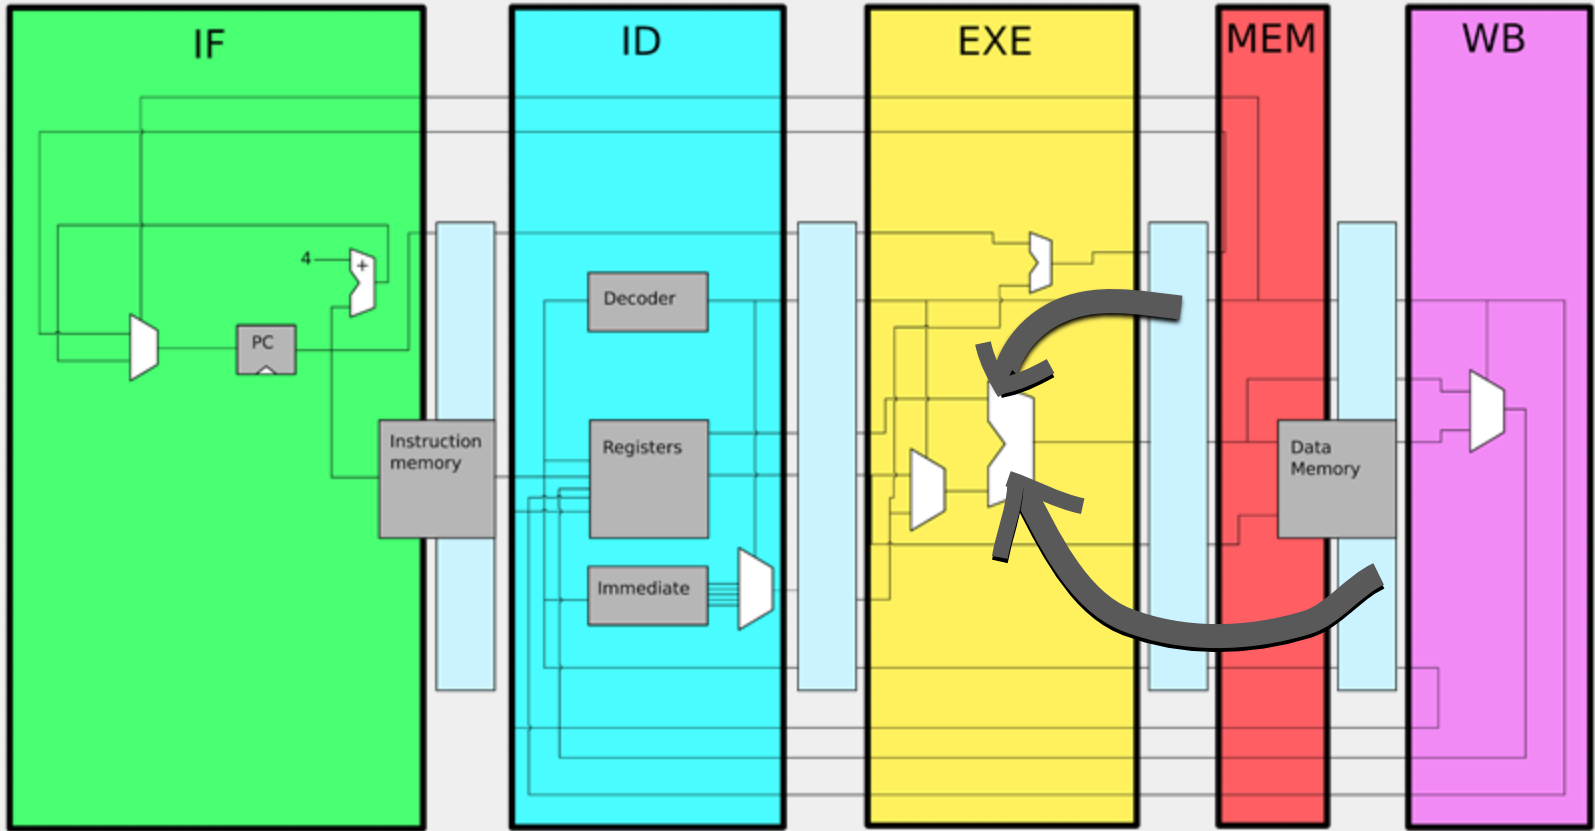 IF
ID
EXE
MEM
WB
4
+
Decoder
PC
Instruction
memory
Registers
Data
Memory
Immediate